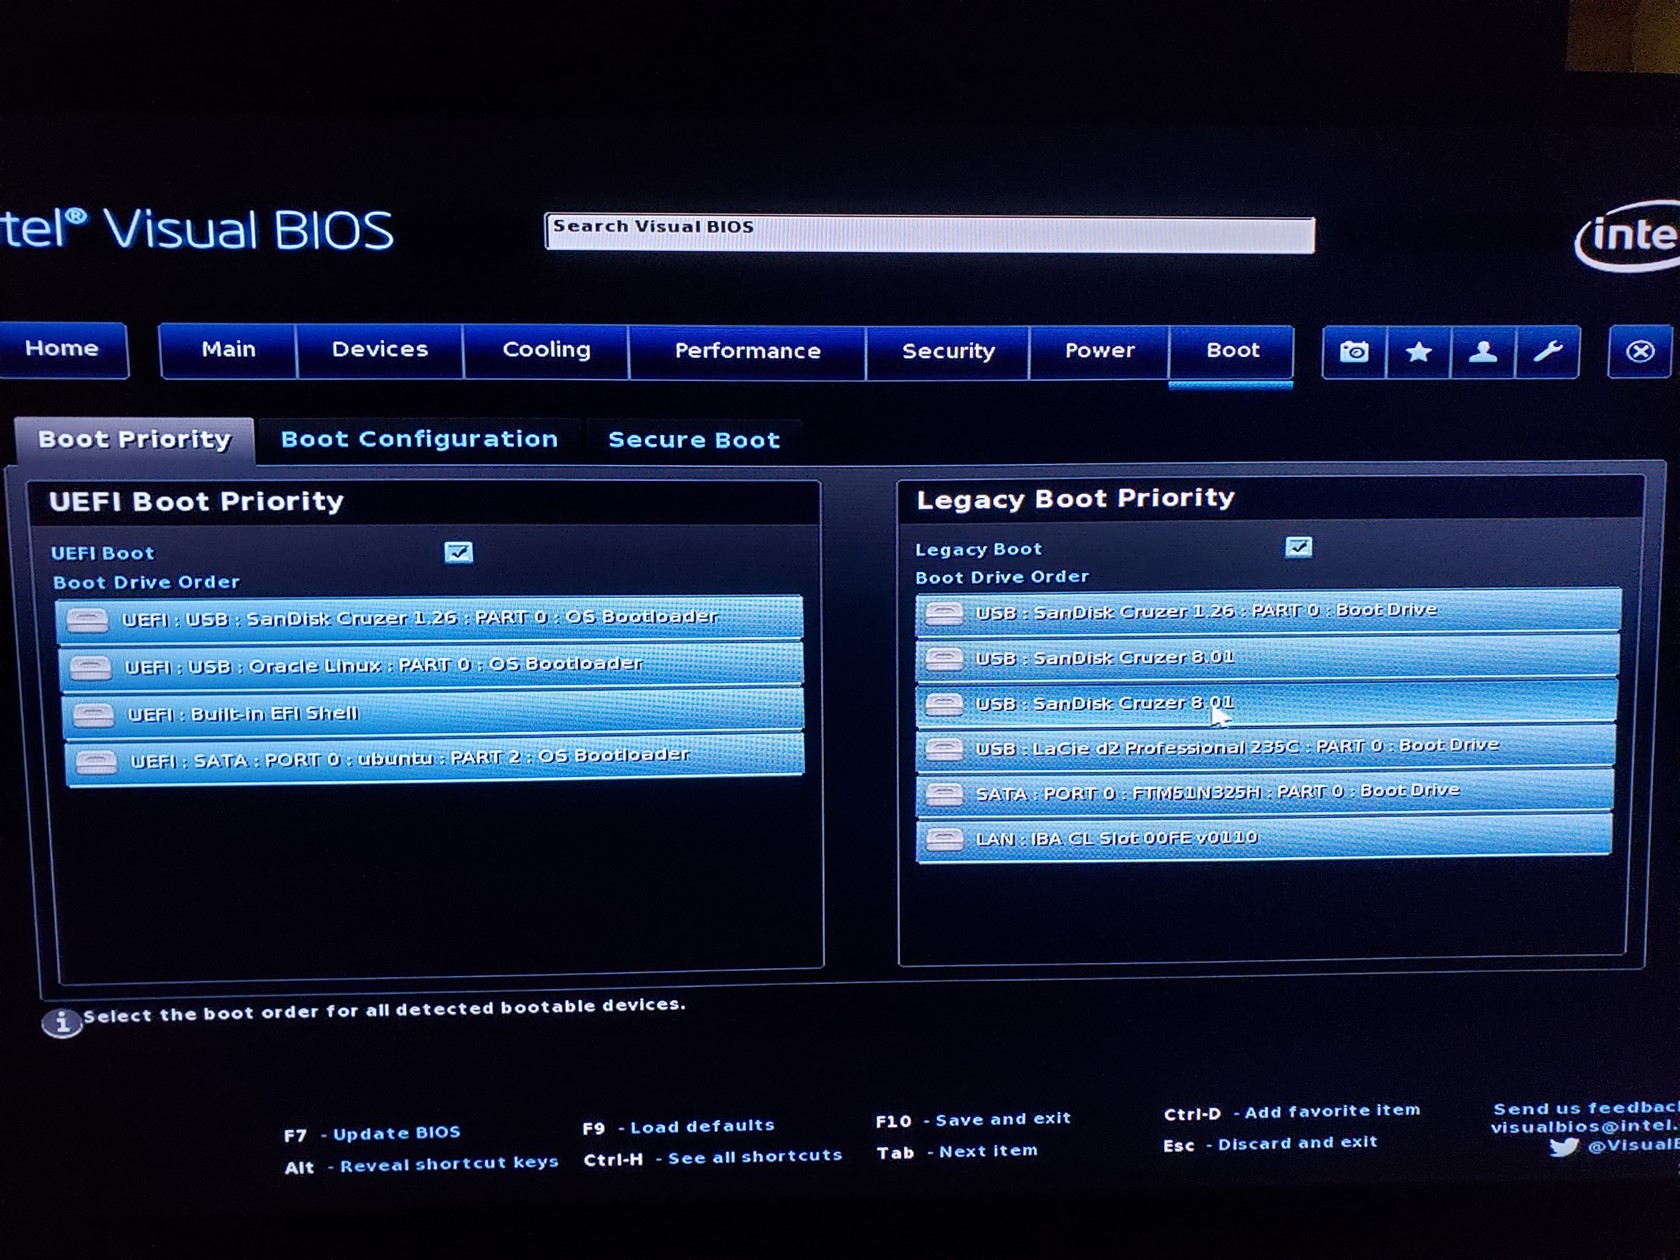 tel® Visual BIOS
Search Visual BIOS
inte
Home
Main
Devices
Cooling
Performance
Security
Power
Boot
Boot Priority
Boot Configuration
Secure Boot
UEFI Boot Priority
UEFI Boot
Boot Drive Order
UEFI : USB : SanDisk Cruzer 1.26 : PART 0 : OS Bootloader
UEFI : USB : Oracle Linux : PART 0 : OS Bootloader
UEFI : Built-in EFI Shell
UEFI : SATA : PORT 0 : ubuntu : PART 2 : OS Bootloader
Legacy Boot Priority
Legacy Boot
Boot Drive Order
USB : SanDisk Cruzer 1.26 : PART 0 : Boot Drive
USB : SanDisk Cruzer 8.01
USB : SanDisk Cruzer 8.01
USB : LaCie d2 Professional 235C : PART 0 : Boot Drive
SATA : PORT 0 : FTM51N325H : PART 0 : Boot Drive
LAN : IBA CL Slot 00FE v0110
Select the boot order for all detected bootable devices.
F7 - Update BIOS
F9 - Load defaults
F10 - Save and exit
Ctrl-D - Add favorite item
Send us feedbac
Alt - Reveal shortcut keys
Ctrl-H - See all shortcuts
Tab - Next item
Esc - Discard and exit
visualbios@intel.
@VisualB